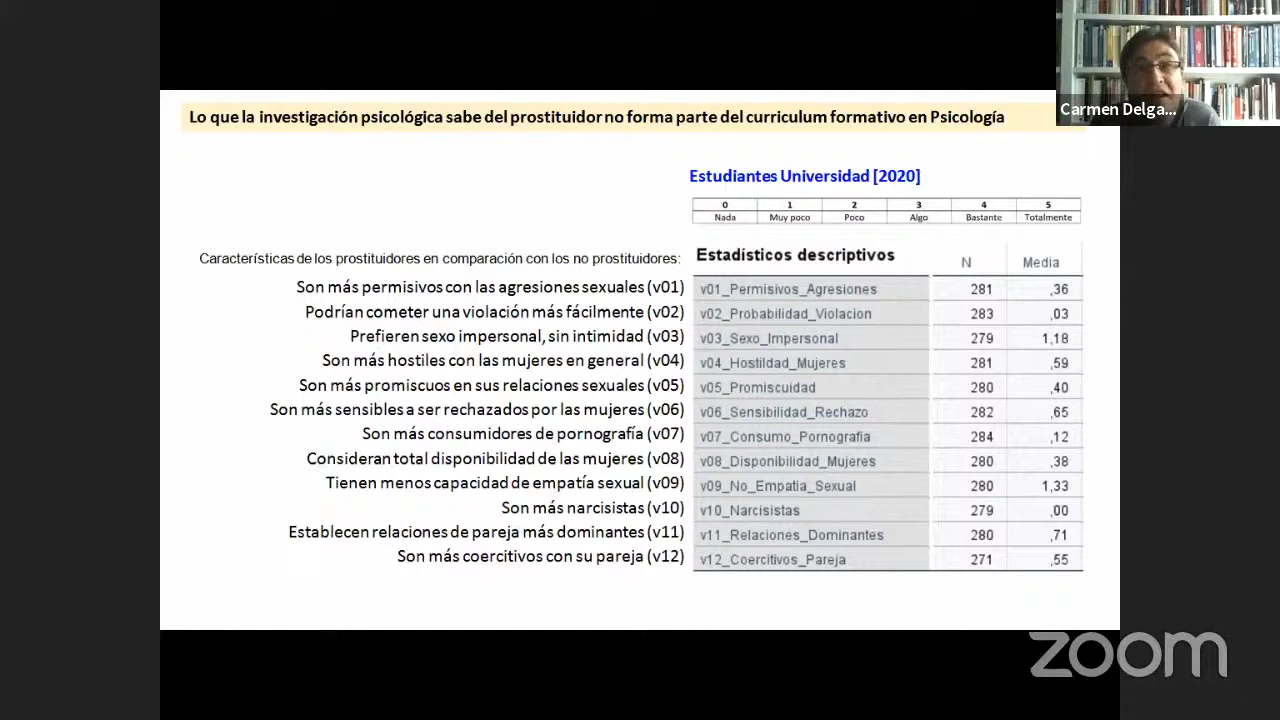 Carmen Delga...
Lo que la investigación psicológica sabe del prostituidor no forma parte del curriculum formativo en Psicología
Estudiantes Universidad [2020]
0 1 2 3 4 5
Nada Muy poco Poco Algo Bastante Totalmente
Características de los prostituidores en comparación con los no prostituidores: Estadísticos descriptivos N Media
Son más permisivos con las agresiones sexuales (v01) v01_Permisivos_Agresiones 281 ,36
Podrían cometer una violación más fácilmente (v02) v02_Probabilidad_Violacion 283 ,03
Prefieren sexo impersonal, sin intimidad (v03) v03_Sexo_Impersonal 279 1,18
Son más hostiles con las mujeres en general (v04) v04_Hostildad_Mujeres 281 ,59
Son más promiscuos en sus relaciones sexuales (v05) v05_Promiscuidad 280 ,40
Son más sensibles a ser rechazados por las mujeres (v06) v06_Sensibilidad_Rechazo 282 ,65
Son más consumidores de pornografía (v07) v07_Consumo_Pornografia 284 ,12
Consideran total disponibilidad de las mujeres (v08) v08_Disponibilidad_Mujeres 280 ,38
Tienen menos capacidad de empatía sexual (v09) v09_No_Empatia_Sexual 280 1,33
Son más narcisistas (v10) v10_Narcisistas 279 ,00
Establecen relaciones de pareja más dominantes (v11) v11_Relaciones_Dominantes 280 ,71
Son más coercitivos con su pareja (v12) v12_Coercitivos_Pareja 271 ,55
zoom